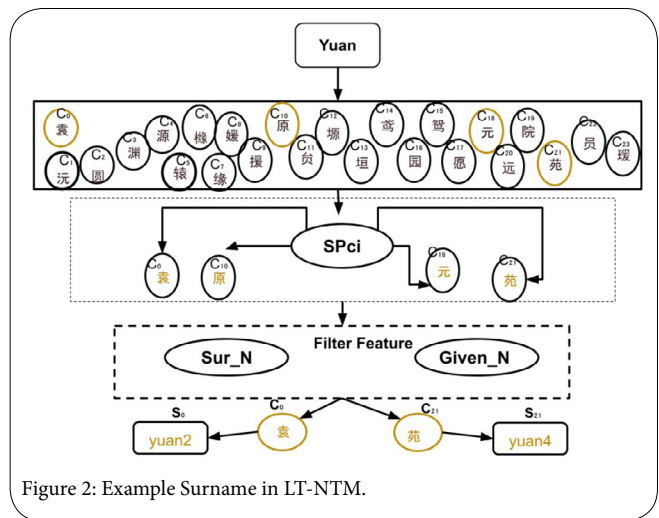 Yuan
C₀ 袁
C₁ 沅
C₂ 圆
C₃ 渊
C₄ 源
C₅ 辕
C₆ 橼
C₇ 缘
C₈ 媛
C₉ 援
C₁₀ 原
C₁₁ 贠
C₁₂ 塬
C₁₃ 垣
C₁₄ 鸢
C₁₅ 鸳
C₁₆ 园
C₁₇ 愿
C₁₈ 元
C₁₉ 院
C₂₀ 远
C₂₁ 苑
C₂₂ 员
C₂₃ 瑗
SPci
C₀ 袁
C₁₀ 原
C₁₈ 元
C₂₁ 苑
Filter Feature
Sur_N
Given_N
S₀
C₀
C₂₁
S₂₁
yuan2
袁
苑
yuan4
Figure 2: Example Surname in LT-NTM.